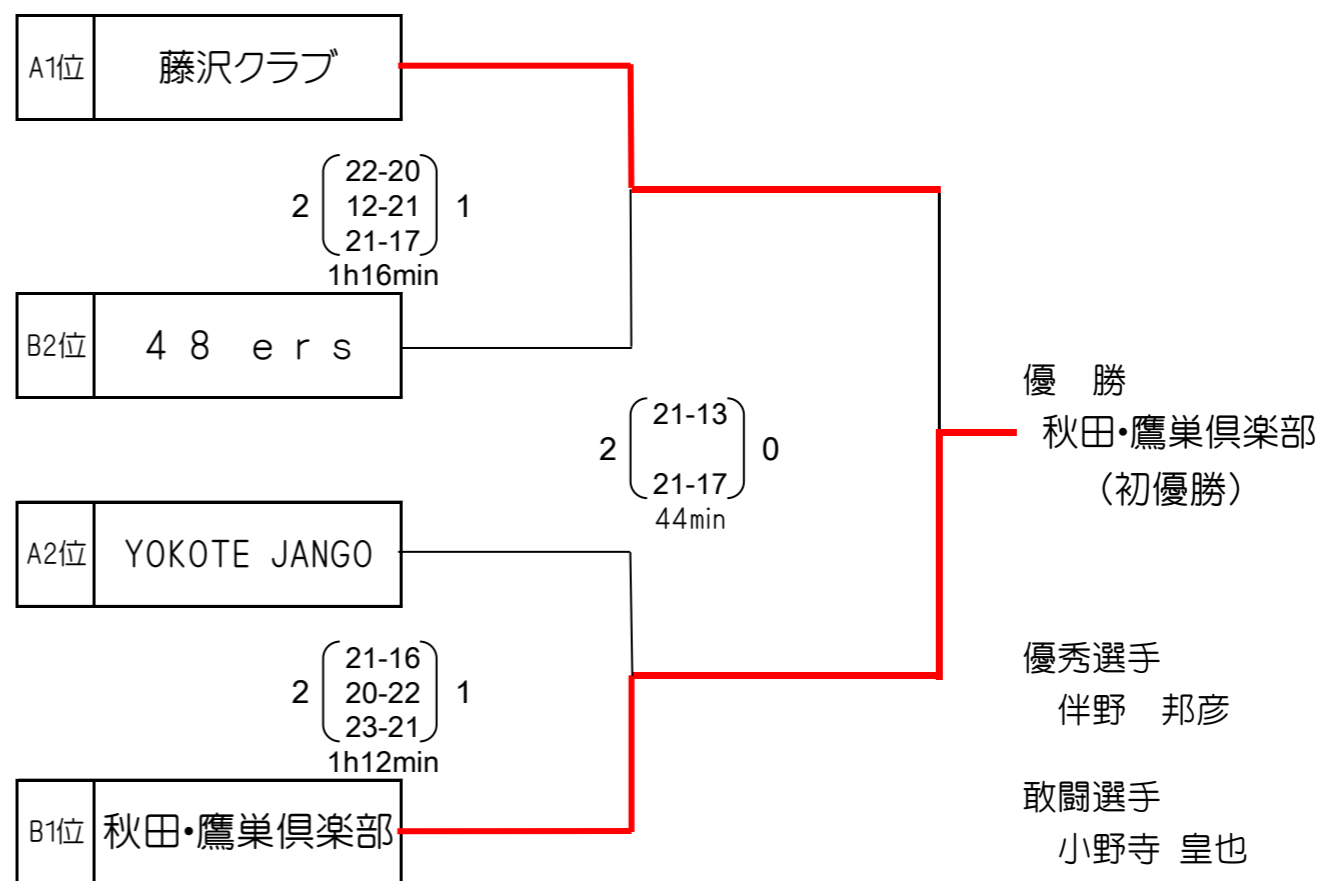 A1位 藤沢クラブ
22-20
2 12-21 1
21-17
1h16min
B2位 ４８ ｅｒｓ
21-13
2 0
21-17
44min
優　勝
秋田・鷹巣倶楽部
（初優勝）
A2位 YOKOTE JANGO
21-16
2 20-22 1
23-21
1h12min
B1位 秋田・鷹巣倶楽部
優秀選手
伴野　邦彦
敢闘選手
小野寺 皇也